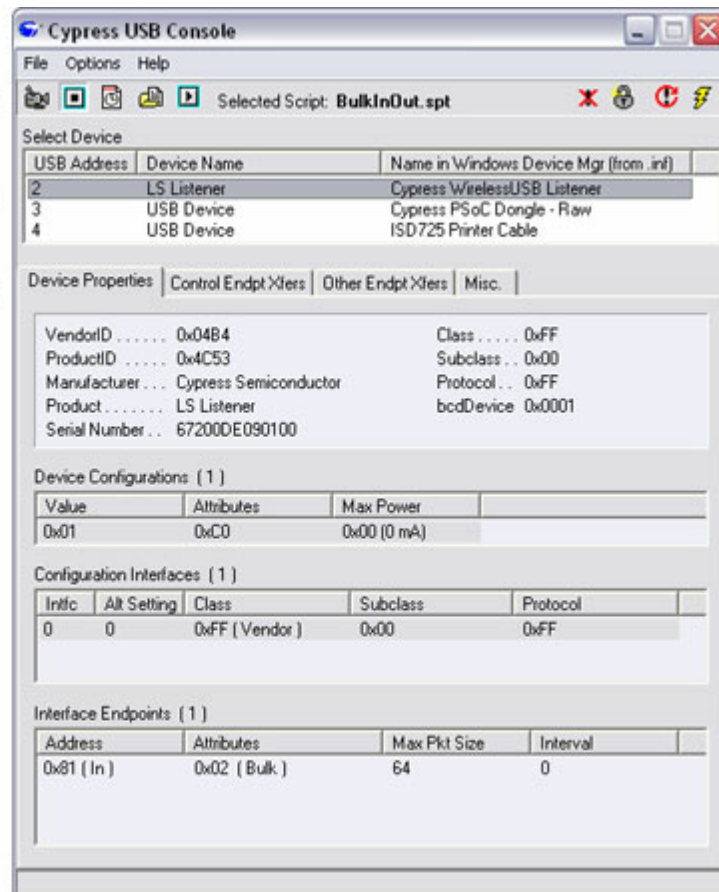 Cypress USB Console
File Options Help
Selected Script: BulkInOut.spt
Select Device
USB Address Device Name Name in Windows Device Mgr (from .inf)
2 LS Listener Cypress WirelessUSB Listener
3 USB Device Cypress PSoC Dongle - Raw
4 USB Device ISD725 Printer Cable
Device Properties Control Endpt Xfers Other Endpt Xfers Misc.
VendorID ...... 0x04B4 Class ..... 0xFF
ProductID ..... 0x4C53 Subclass .. 0x00
Manufacturer ... Cypress Semiconductor Protocol .. 0xFF
Product ....... LS Listener bcdDevice 0x0001
Serial Number .. 67200DE090100
Device Configurations ( 1 )
Value Attributes Max Power
0x01 0xC0 0x00 (0 mA)
Configuration Interfaces ( 1 )
Intfc Alt Setting Class Subclass Protocol
0 0 0xFF ( Vendor ) 0x00 0xFF
Interface Endpoints ( 1 )
Address Attributes Max Pkt Size Interval
0x81 ( In ) 0x02 ( Bulk ) 64 0